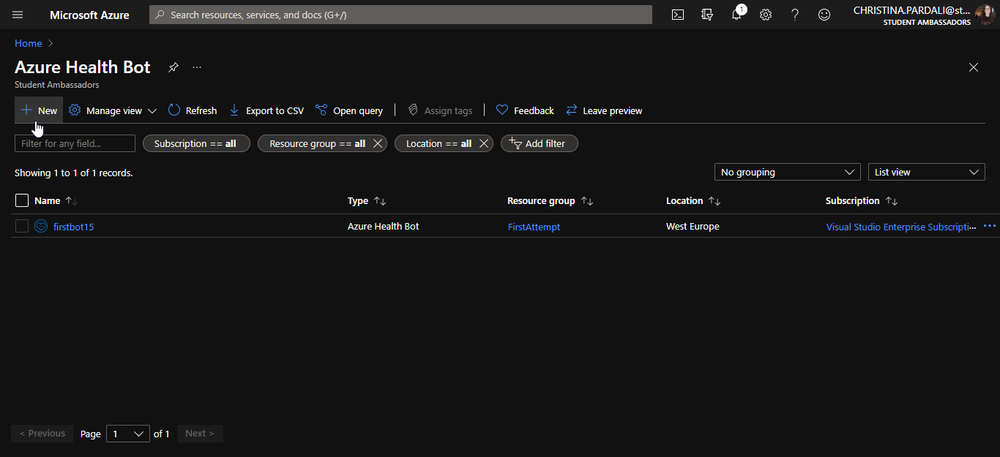 Microsoft Azure
Search resources, services, and docs (G+/)
1
CHRISTINA.PARDALI@st...
STUDENT AMBASSADORS
Home
Azure Health Bot
Student Ambassadors
New Manage view Refresh Export to CSV Open query Assign tags Feedback Leave preview
Filter for any field... Subscription == all Resource group == all Location == all Add filter
Showing 1 to 1 of 1 records. No grouping List view
Name Type Resource group Location Subscription
firstbot15 Azure Health Bot FirstAttempt West Europe Visual Studio Enterprise Subscripti...
< Previous Page 1 of 1 Next >